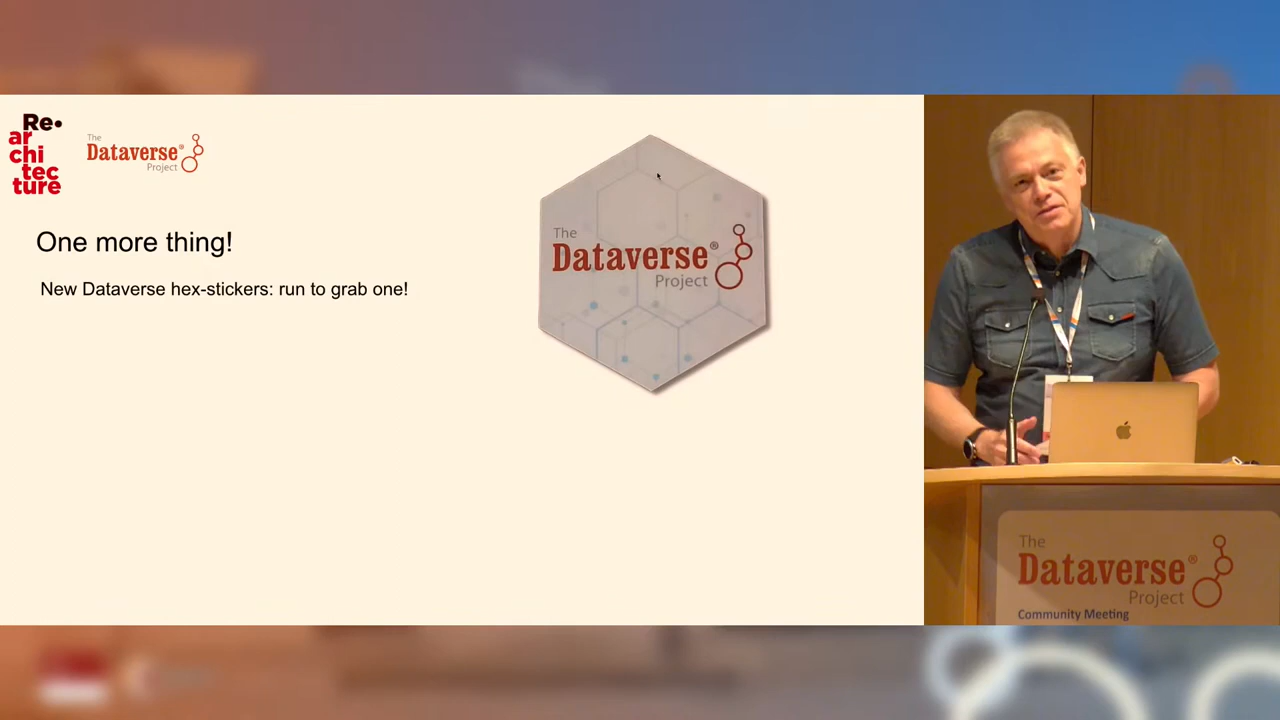 Re•
ar
chi
tec
ture
The
Dataverse®
Project
One more thing!
New Dataverse hex-stickers: run to grab one!
The
Dataverse®
Project
The
Dataverse®
Project
Community Meeting